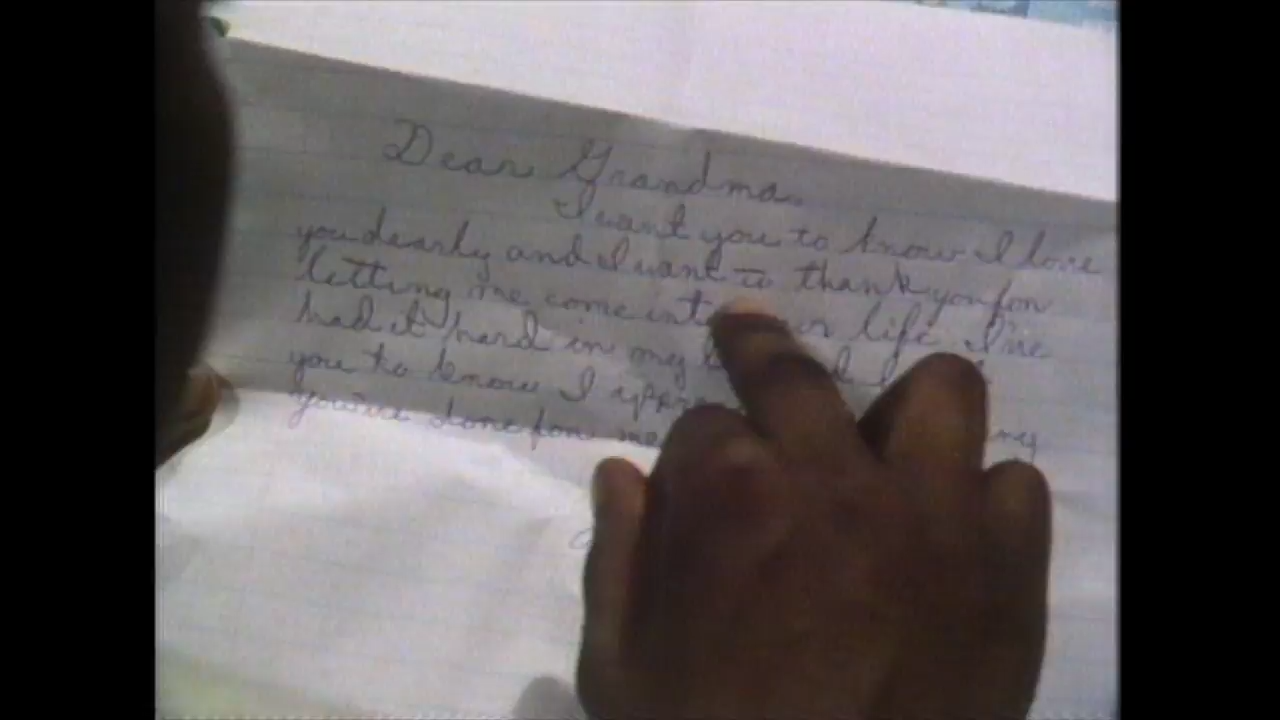 Dear Grandma.
I want you to know I love
you dearly and I want to thank you for
letting me come into life I've
had it hard in my
you to know I
you've done for me my